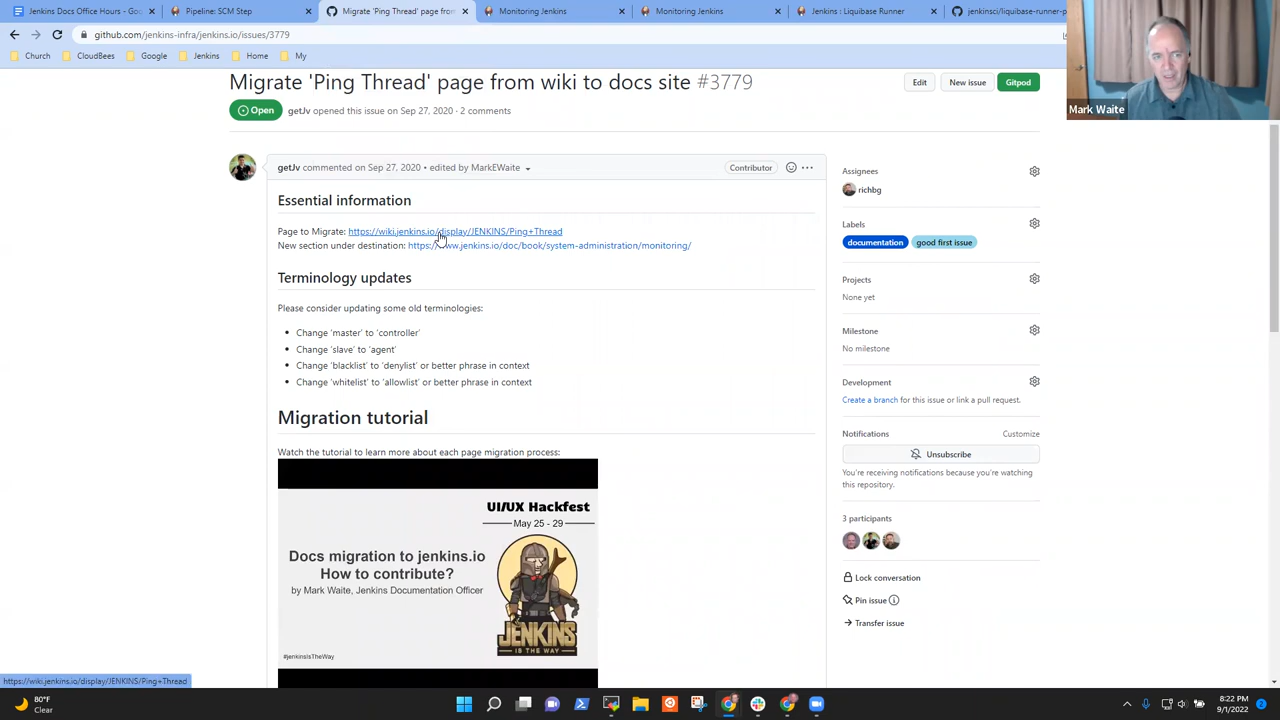 Jenkins Docs Office Hours - Goo
Pipeline: SCM Step
Migrate 'Ping Thread' page from
Monitoring Jenkins
Monitoring Jenkins
Jenkins : Liquibase Runner
jenkinsci/liquibase-runner-p
github.com/jenkins-infra/jenkins.io/issues/3779
Church
CloudBees
Google
Jenkins
Home
My
Mark Waite
Migrate 'Ping Thread' page from wiki to docs site #3779
Edit
New issue
Gitpod
Open
getJv opened this issue on Sep 27, 2020 · 2 comments
getJv commented on Sep 27, 2020 • edited by MarkEWaite
Contributor
Essential information
Page to Migrate: https://wiki.jenkins.io/display/JENKINS/Ping+Thread
New section under destination: https://www.jenkins.io/doc/book/system-administration/monitoring/
Terminology updates
Please consider updating some old terminologies:
• Change 'master' to 'controller'
• Change 'slave' to 'agent'
• Change 'blacklist' to 'denylist' or better phrase in context
• Change 'whitelist' to 'allowlist' or better phrase in context
Migration tutorial
Watch the tutorial to learn more about each page migration process:
UI/UX Hackfest
May 25 - 29
Docs migration to jenkins.io
How to contribute?
by Mark Waite, Jenkins Documentation Officer
JENKINS
IS THE WAY
#jenkinsIsTheWay
Assignees
richbg
Labels
documentation
good first issue
Projects
None yet
Milestone
No milestone
Development
Create a branch for this issue or link a pull request.
Notifications
Customize
Unsubscribe
You're receiving notifications because you're watching
this repository.
3 participants
Lock conversation
Pin issue
Transfer issue
https://wiki.jenkins.io/display/JENKINS/Ping+Thread
80°F
Clear
8:22 PM
9/1/2022